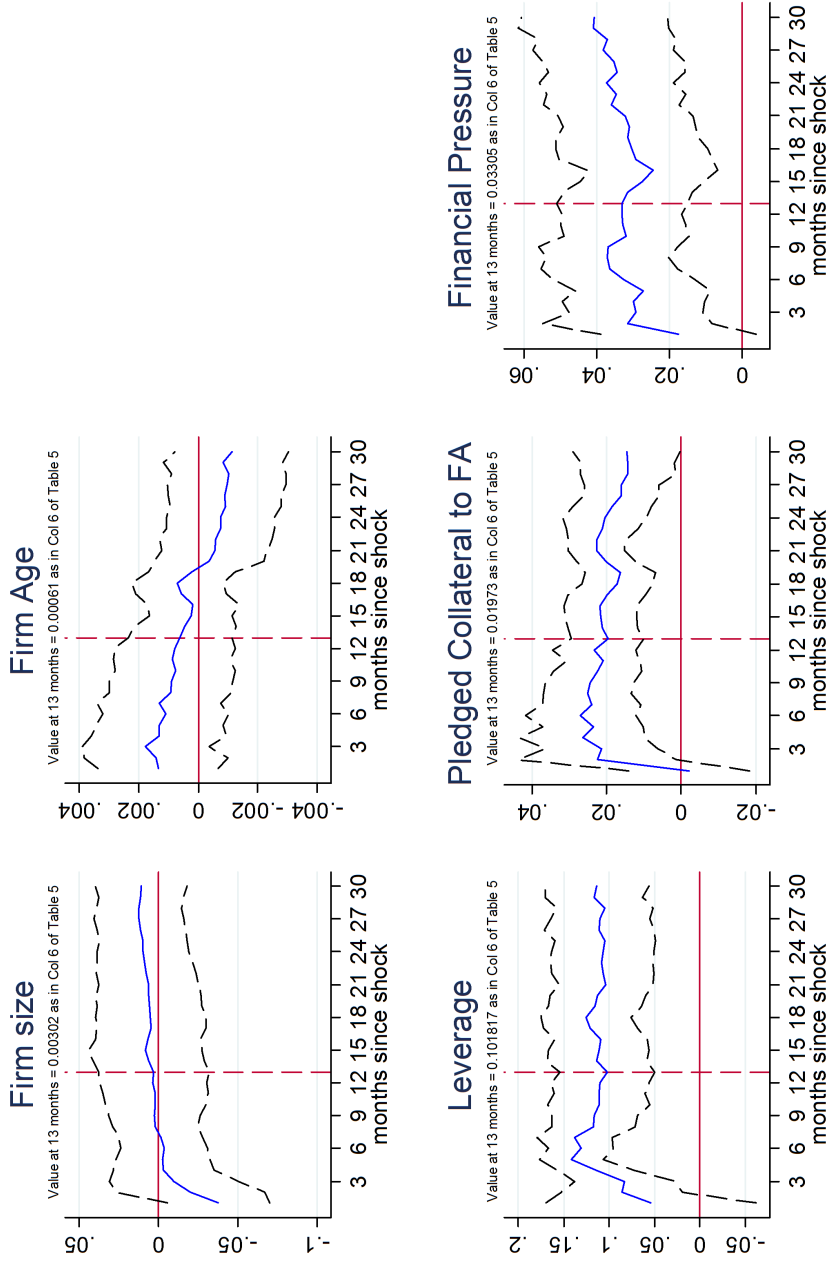 Firm size
Value at 13 months = 0.00302 as in Col 6 of Table 5
.05
0
-.05
-.1
3 6 9 12 15 18 21 24 27 30
months since shock
Firm Age
Value at 13 months = 0.00061 as in Col 6 of Table 5
.004
.002
0
-.002
-.004
3 6 9 12 15 18 21 24 27 30
months since shock
Leverage
Value at 13 months = 0.101817 as in Col 6 of Table 5
.2
.15
.1
.05
0
-.05
3 6 9 12 15 18 21 24 27 30
months since shock
Pledged Collateral to FA
Value at 13 months = 0.01973 as in Col 6 of Table 5
.04
.02
0
-.02
3 6 9 12 15 18 21 24 27 30
months since shock
Financial Pressure
Value at 13 months = 0.03305 as in Col 6 of Table 5
.06
.04
.02
0
3 6 9 12 15 18 21 24 27 30
months since shock